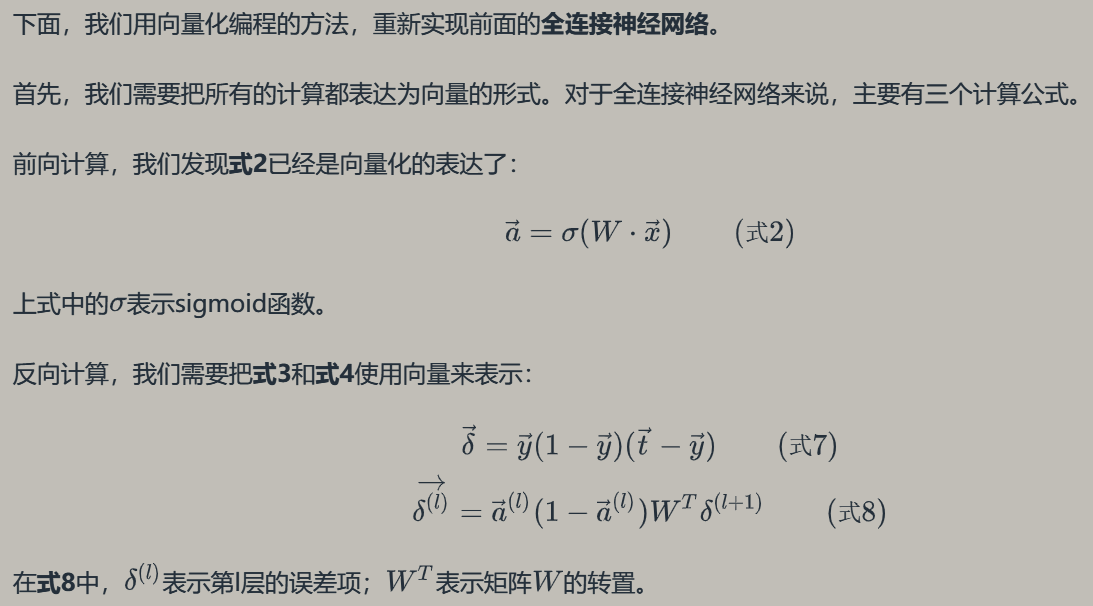 下面，我们用向量化编程的方法，重新实现前面的全连接神经网络。
首先，我们需要把所有的计算都表达为向量的形式。对于全连接神经网络来说，主要有三个计算公式。
前向计算，我们发现式2已经是向量化的表达了：
$\vec{a} = \sigma(W \cdot \vec{x})$ (式2)
上式中的σ表示sigmoid函数。
反向计算，我们需要把式3和式4使用向量来表示：
$\vec{\delta} = \vec{y}(1 - \vec{y})(\vec{t} - \vec{y})$ (式7)
$\overrightarrow{\delta^{(l)}} = \vec{a}^{(l)}(1 - \vec{a}^{(l)})W^T\delta^{(l+1)}$ (式8)
在式8中，$\delta^{(l)}$表示第l层的误差项；$W^T$表示矩阵$W$的转置。